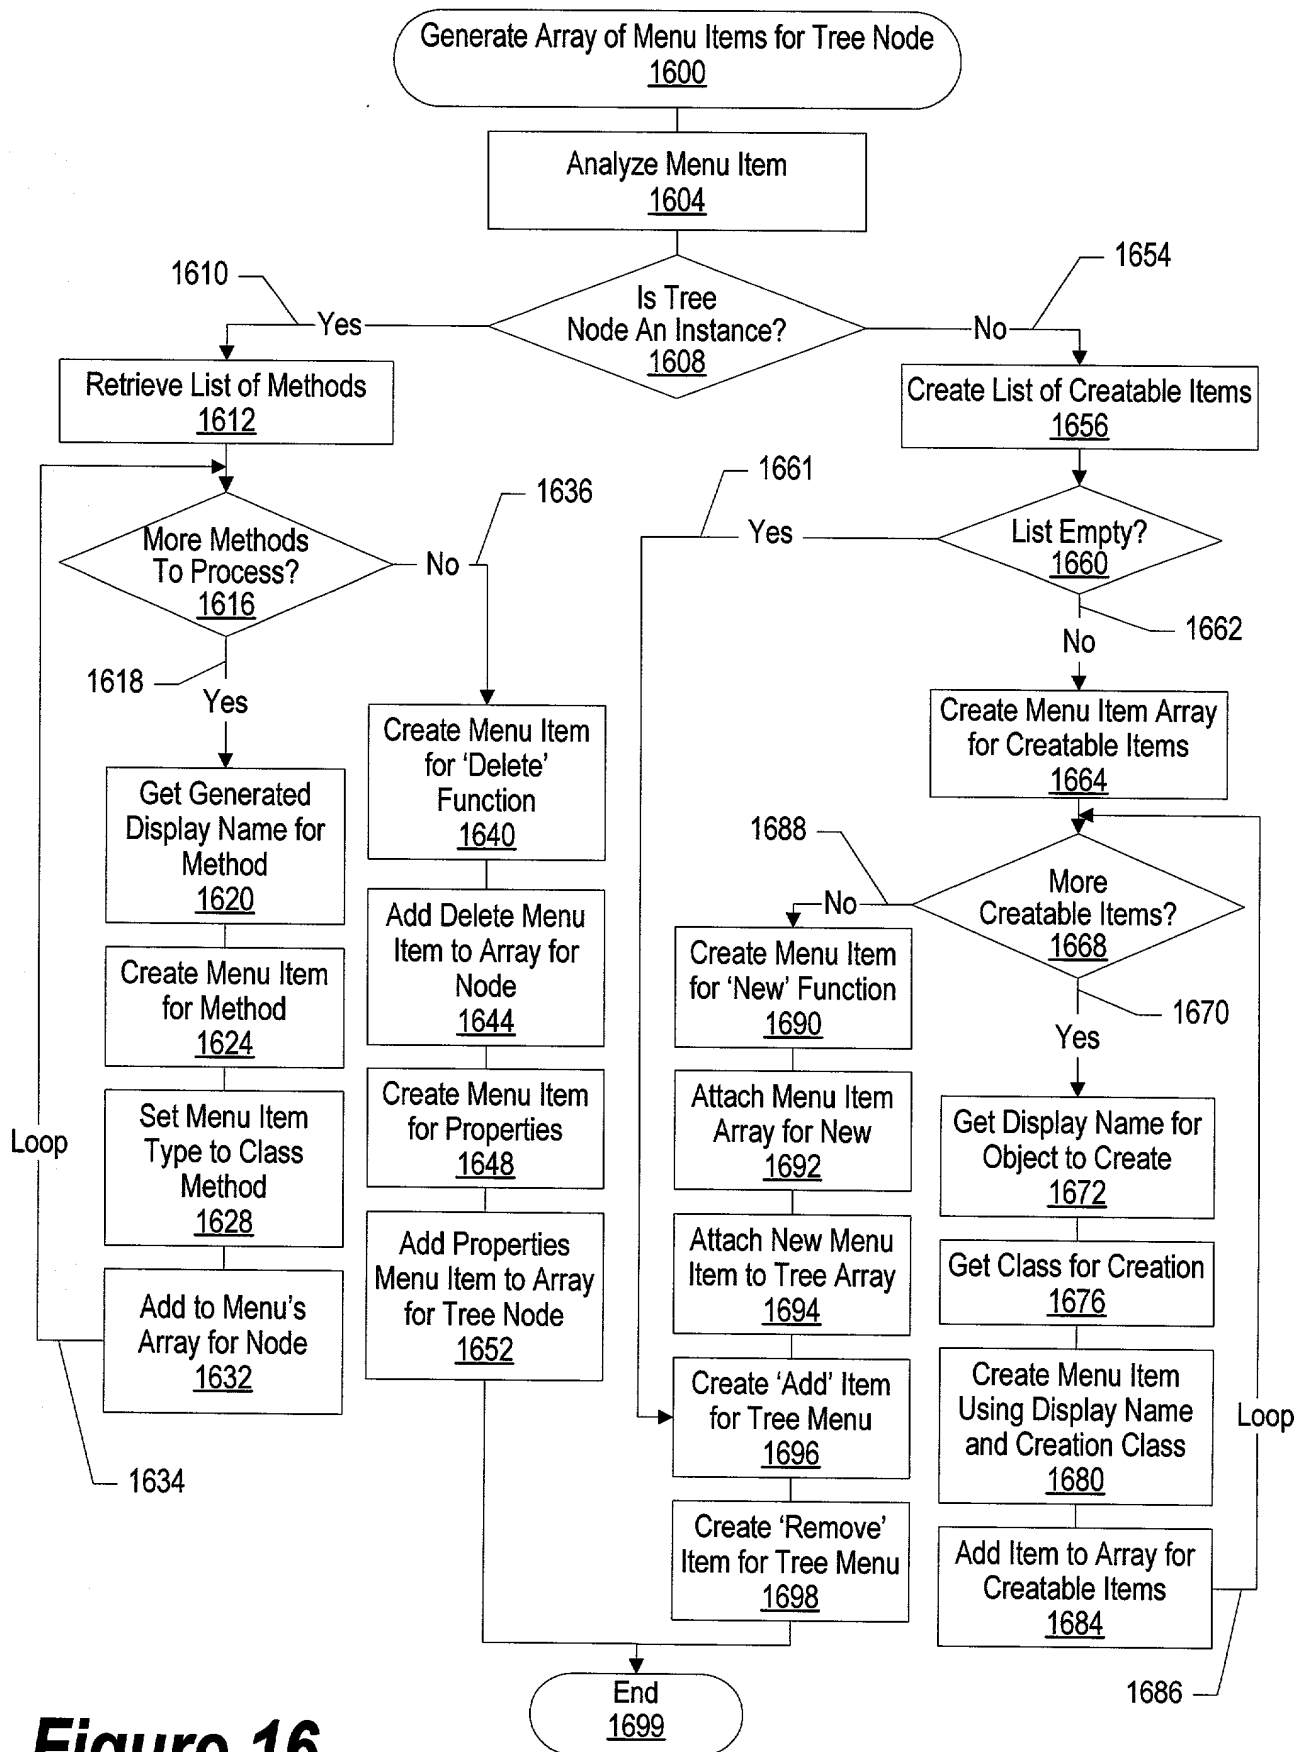 Generate Array of Menu Items for Tree Node
1600
Analyze Menu Item
1604
1610
1654
Is Tree
Node An Instance?
1608
Yes
No
Retrieve List of Methods
1612
Create List of Creatable Items
1656
1661
1636
More Methods
To Process?
1616
No
Yes
List Empty?
1660
1662
No
1618
Yes
Create Menu Item
for ‘Delete’
Function
1640
Create Menu Item Array
for Creatable Items
1664
Get Generated
Display Name for
Method
1620
1688
More
Creatable Items?
1668
No
Add Delete Menu
Item to Array for
Node
1644
Create Menu Item
for ‘New’ Function
1690
Create Menu Item
for Method
1624
1670
Yes
Create Menu Item
for Properties
1648
Attach Menu Item
Array for New
1692
Set Menu Item
Type to Class
Method
1628
Loop
Get Display Name for
Object to Create
1672
Add Properties
Menu Item to Array
for Tree Node
1652
Attach New Menu
Item to Tree Array
1694
Get Class for Creation
1676
Add to Menu's
Array for Node
1632
Create ‘Add’ Item
for Tree Menu
1696
Create Menu Item
Using Display Name
and Creation Class
1680
Loop
1634
Create ‘Remove’
Item for Tree Menu
1698
Add Item to Array for
Creatable Items
1684
1686
End
1699
Figure 16